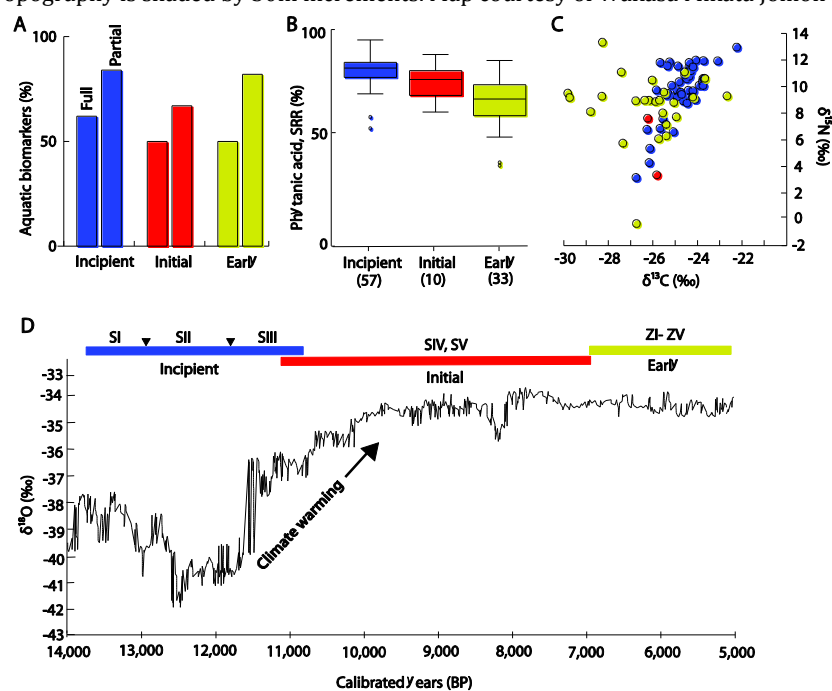 opography is shaded by 50m increments. Map courtesy of Wakasa Mikata Jomon
A
100
50
0
Aquatic biomarkers (%)
Full
Partial
Incipient
Initial
Early
B
100
50
0
Phytanic acid, SRR (%)
Incipient
(57)
Initial
(10)
Early
(33)
C
14
12
10
8
6
4
2
0
-2
δ¹⁵N (‰)
-30
-28
-26
-24
-22
δ¹³C (‰)
D
SI
SII
SIII
Incipient
SIV, SV
Initial
ZI- ZV
Early
-33
-34
-35
-37
-38
-39
-40
-41
-42
-43
δ¹⁸O (‰)
Climate warming
14,000
13,000
12,000
11,000
10,000
9,000
8,000
7,000
6,000
5,000
Calibrated years (BP)